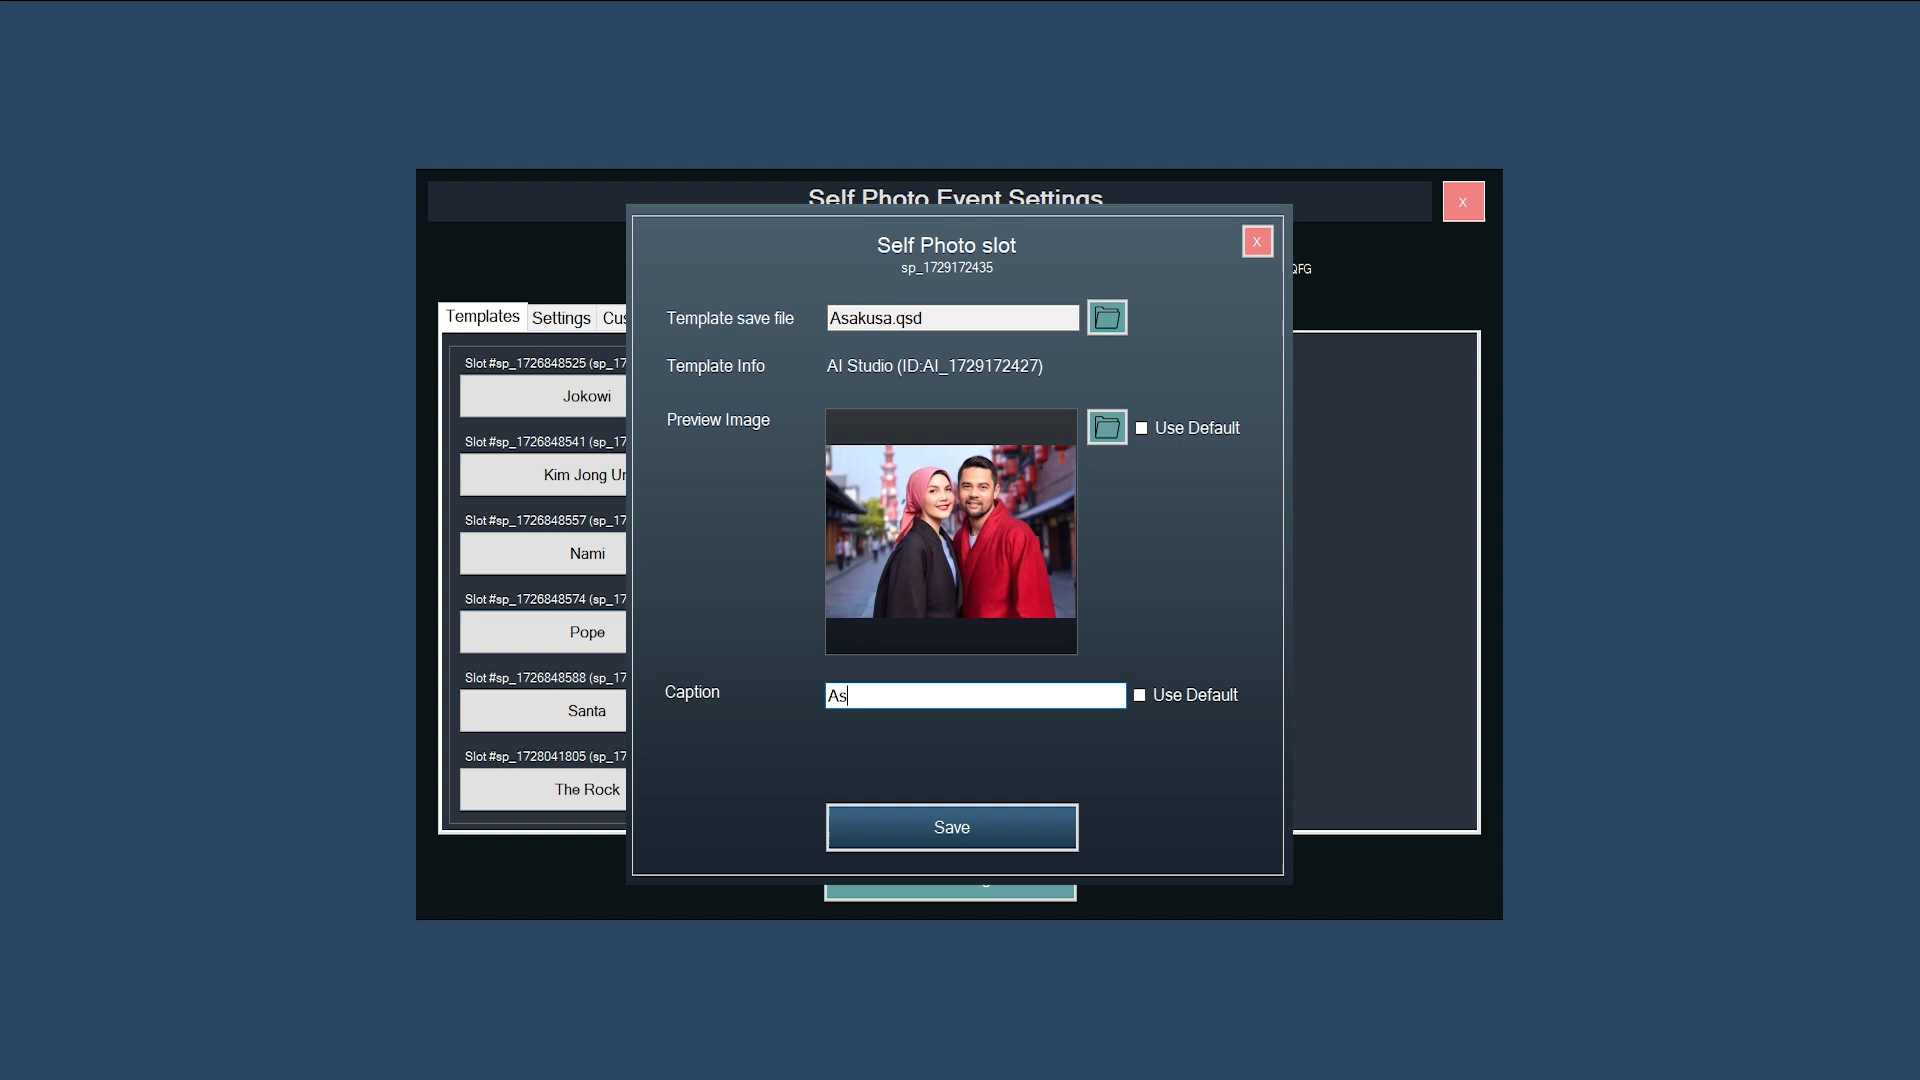 Self Photo Event Settings
X
QFG
Templates
Settings
Slot #sp_1726848525 (sp_17
Jokowi
Slot #sp_1726848541 (sp_17
Kim Jong Un
Slot #sp_1726848557 (sp_17
Nami
Slot #sp_1726848574 (sp_17
Pope
Slot #sp_1726848588 (sp_17
Santa
Slot #sp_1728041805 (sp_17
The Rock
Self Photo slot
X
sp_1729172435
Template save file
Asakusa.qsd
Template Info
AI Studio (ID:AI_1729172427)
Preview Image
Use Default
Caption
As
Use Default
Save